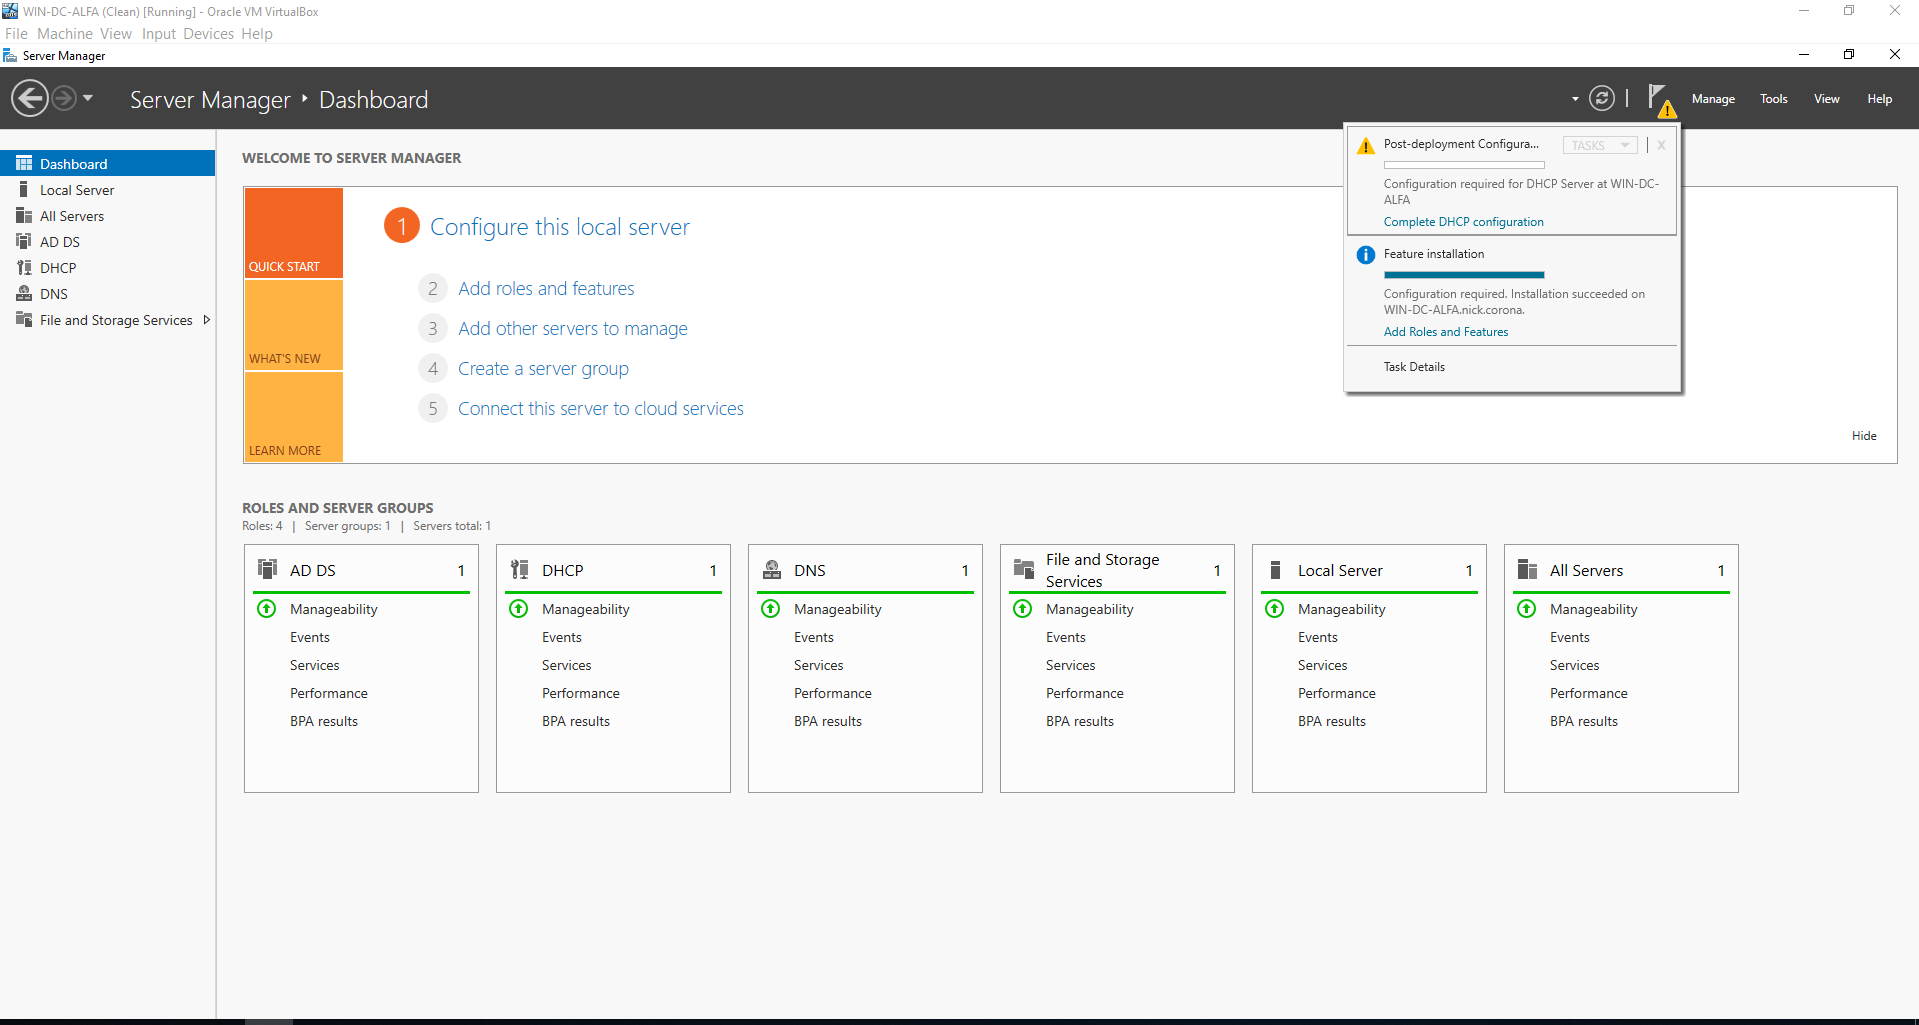 WIN-DC-ALFA (Clean) [Running] - Oracle VM VirtualBox
File Machine View Input Devices Help
Server Manager
Server Manager ‣ Dashboard
Manage Tools View Help
Dashboard
Local Server
All Servers
AD DS
DHCP
DNS
File and Storage Services
WELCOME TO SERVER MANAGER
QUICK START
WHAT'S NEW
LEARN MORE
1 Configure this local server
2 Add roles and features
3 Add other servers to manage
4 Create a server group
5 Connect this server to cloud services
Post-deployment Configura... TASKS X
Configuration required for DHCP Server at WIN-DC-
ALFA
Complete DHCP configuration
Feature installation
Configuration required. Installation succeeded on
WIN-DC-ALFA.nick.corona.
Add Roles and Features
Task Details
Hide
ROLES AND SERVER GROUPS
Roles: 4 | Server groups: 1 | Servers total: 1
AD DS 1
Manageability
Events
Services
Performance
BPA results
DHCP 1
Manageability
Events
Services
Performance
BPA results
DNS 1
Manageability
Events
Services
Performance
BPA results
File and Storage
Services 1
Manageability
Events
Services
Performance
BPA results
Local Server 1
Manageability
Events
Services
Performance
BPA results
All Servers 1
Manageability
Events
Services
Performance
BPA results